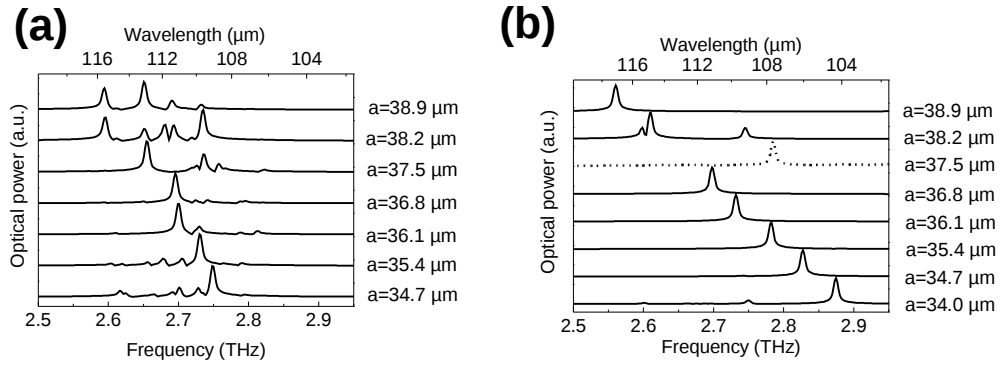 (a)
Wavelength (µm)
116 112 108 104
Optical power (a.u.)
a=38.9 µm
a=38.2 µm
a=37.5 µm
a=36.8 µm
a=36.1 µm
a=35.4 µm
a=34.7 µm
2.5 2.6 2.7 2.8 2.9
Frequency (THz)
(b)
Wavelength (µm)
116 112 108 104
Optical power (a.u.)
a=38.9 µm
a=38.2 µm
a=37.5 µm
a=36.8 µm
a=36.1 µm
a=35.4 µm
a=34.7 µm
a=34.0 µm
2.5 2.6 2.7 2.8 2.9
Frequency (THz)